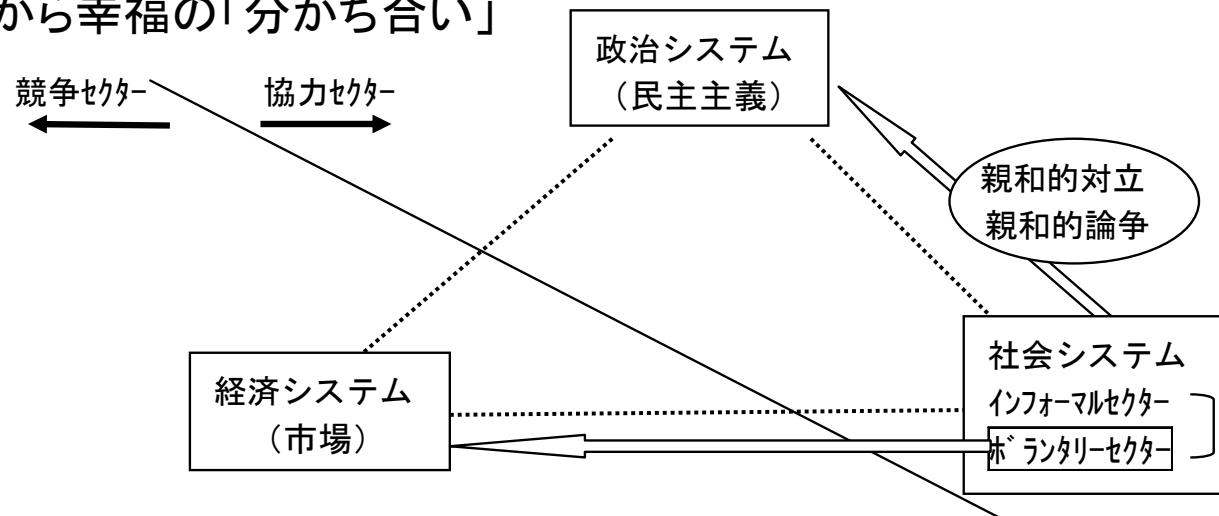 から幸福の「分かち合い」
政治システム
（民主主義）
競争ｾｸﾀｰ
協力ｾｸﾀｰ
親和的対立
親和的論争
社会システム
ｲﾝﾌｫｰﾏﾙｾｸﾀｰ
ﾎﾞﾗﾝﾀﾘｰｾｸﾀｰ
経済システム
（市場）